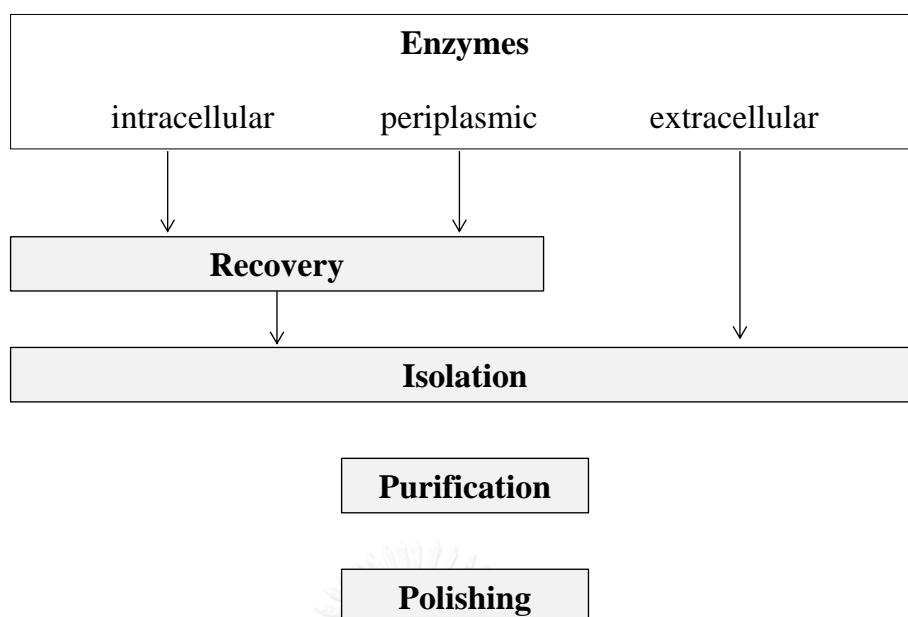 Enzymes
intracellular periplasmic extracellular
Recovery
Isolation
Purification
Polishing